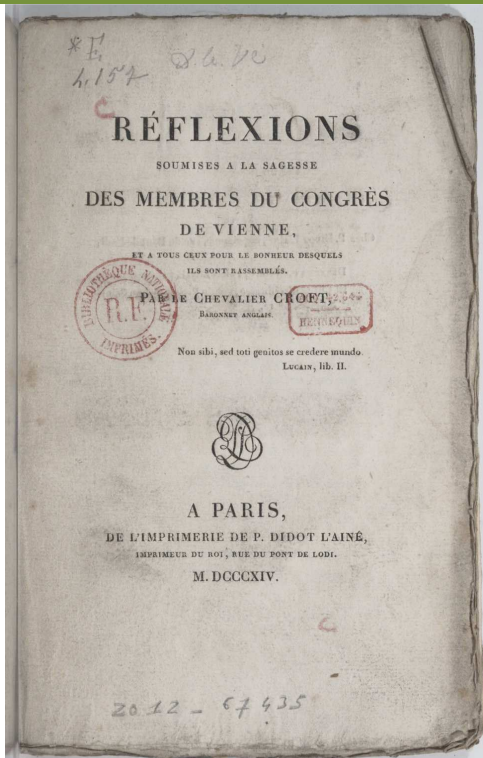 *E
4.157
RÉFLEXIONS
SOUMISES A LA SAGESSE
DES MEMBRES DU CONGRÈS
DE VIENNE,
ET A TOUS CEUX POUR LE BONHEUR DESQUELS
ILS SONT RASSEMBLÉS.
PAR LE CHEVALIER CROFT,
BARONNET ANGLAIS.
BIBLIOTHÈQUE NATIONALE
R.F.
IMPRIMÉS.
HENNEQUIN
Non sibi, sed toti genitos se credere mundo
LUCAIN, lib. II.
A PARIS,
DE L'IMPRIMERIE DE P. DIDOT L'AINÉ,
IMPRIMEUR DU ROI, RUE DU PONT DE LODI.
M. DCCCXIV.
2012 - 67435